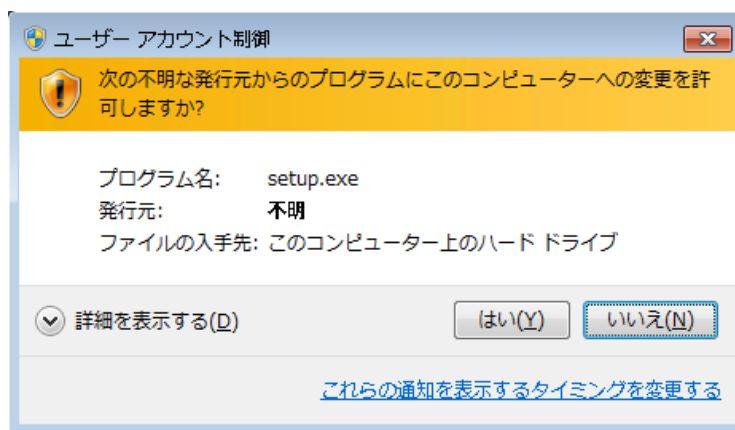 ユーザー アカウント制御
次の不明な発行元からのプログラムにこのコンピューターへの変更を許
可しますか?
プログラム名: setup.exe
発行元: 不明
ファイルの入手先: このコンピューター上のハード ドライブ
詳細を表示する(D) はい(Y) いいえ(N)
これらの通知を表示するタイミングを変更する